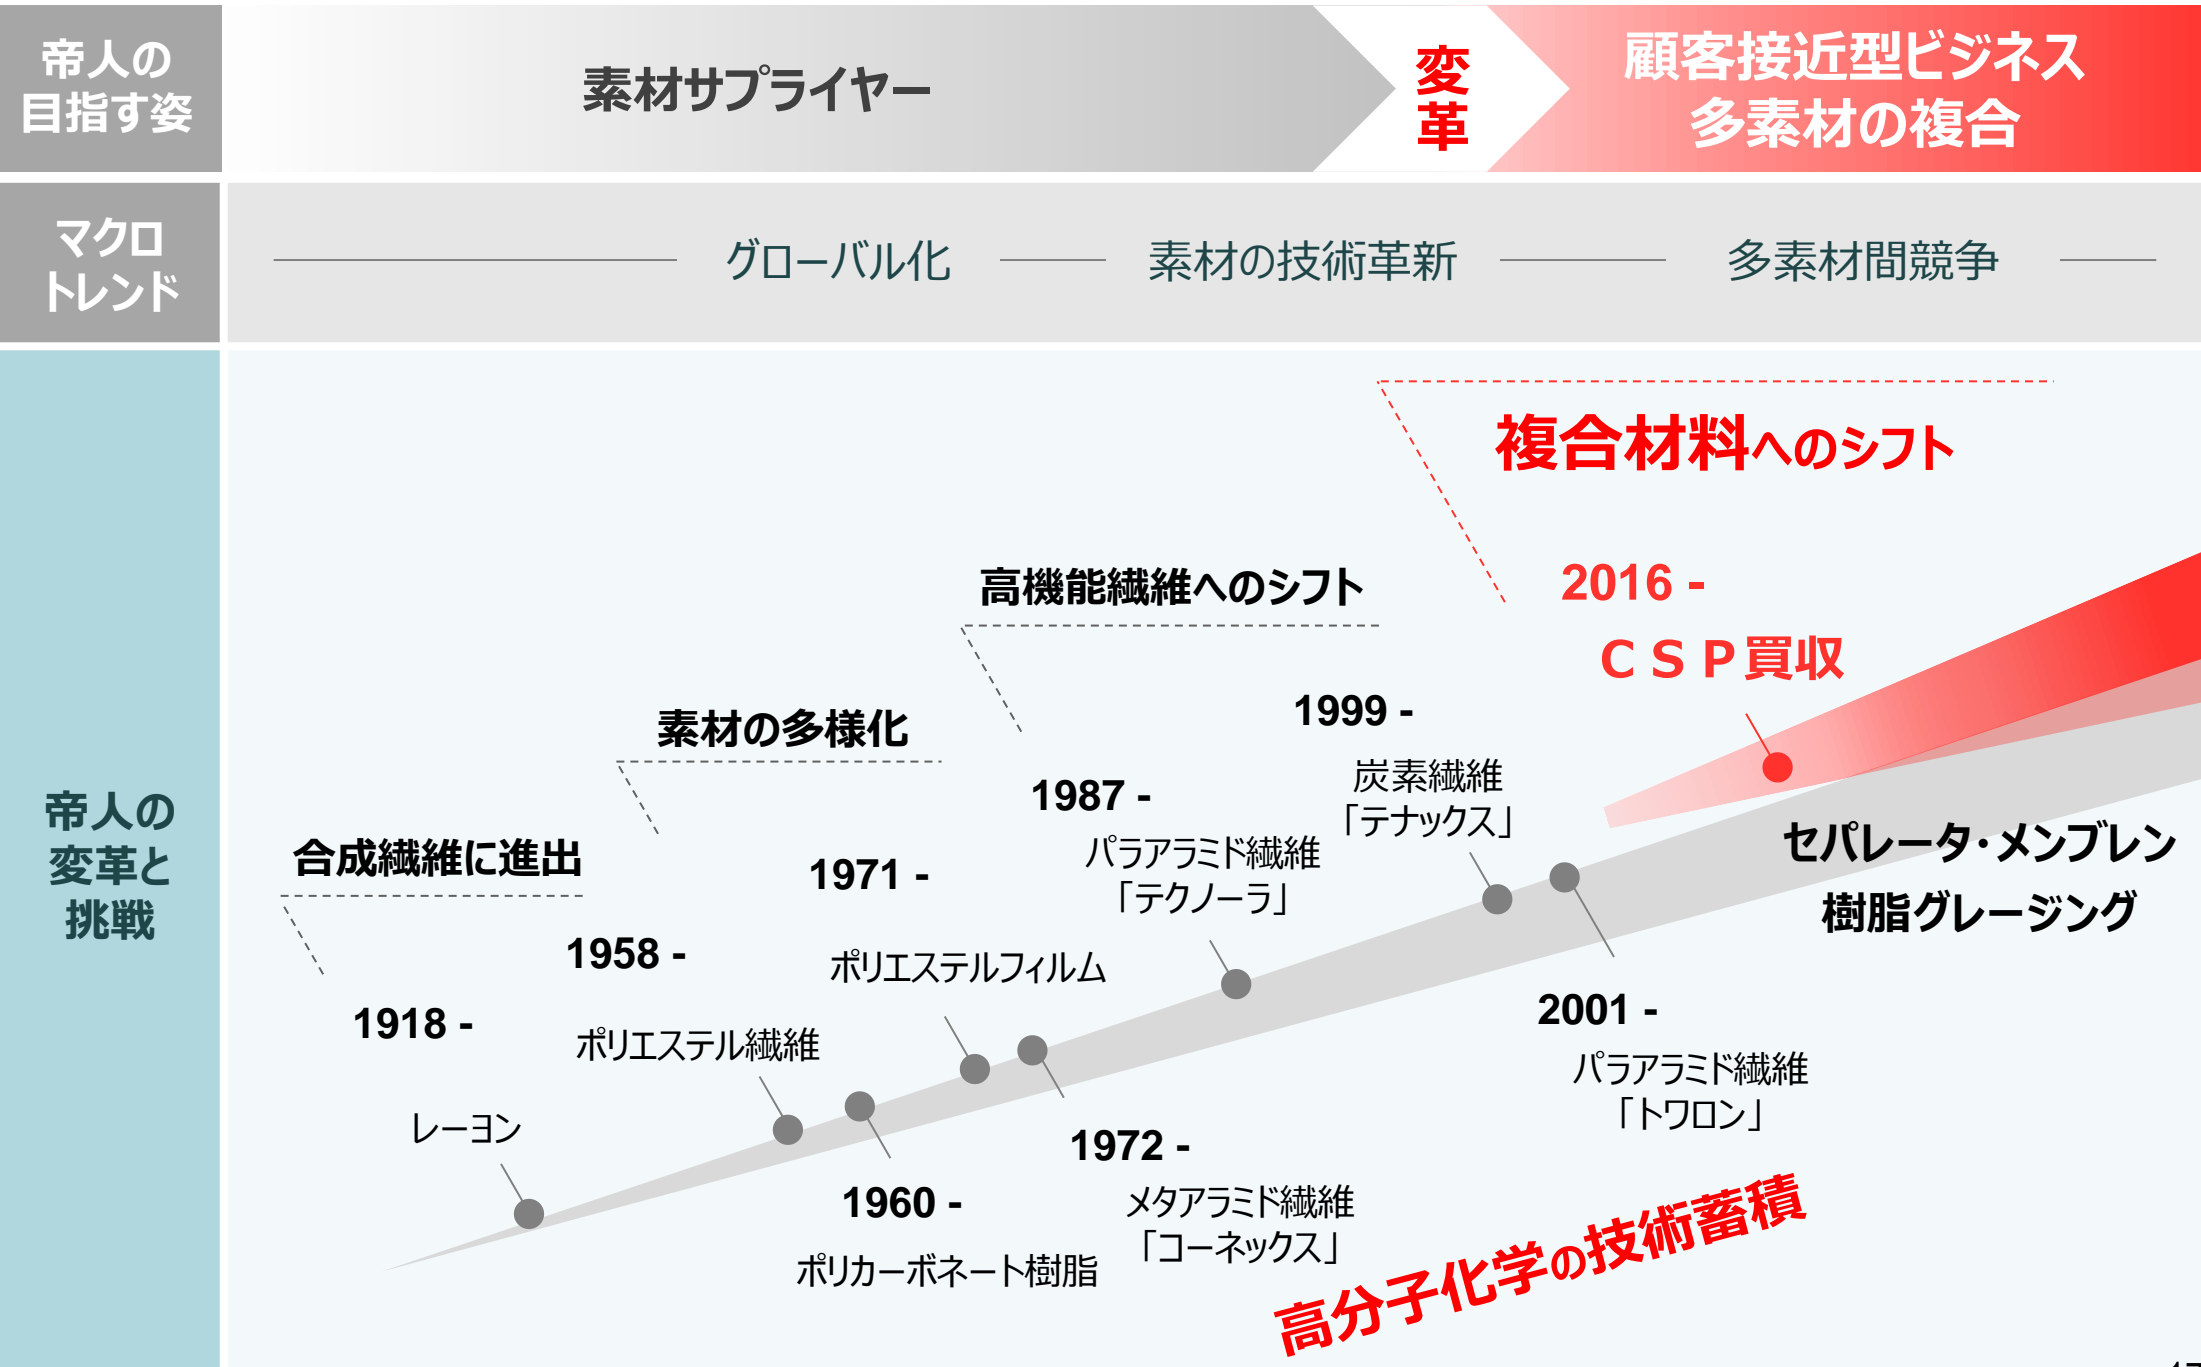 帝人の
目指す姿
素材サプライヤー
変
革
顧客接近型ビジネス
多素材の複合
マクロ
トレンド
グローバル化
素材の技術革新
多素材間競争
帝人の
変革と
挑戦
複合材料へのシフト
2016 -
ＣＳＰ買収
高機能繊維へのシフト
1999 -
炭素繊維
「テナックス」
素材の多様化
1987 -
パラアラミド繊維
「テクノーラ」
セパレータ・メンブレン
樹脂グレージング
合成繊維に進出
1971 -
ポリエステルフィルム
1958 -
ポリエステル繊維
1918 -
レーヨン
2001 -
パラアラミド繊維
「トワロン」
1972 -
メタアラミド繊維
「コーネックス」
1960 -
ポリカーボネート樹脂
高分子化学の技術蓄積